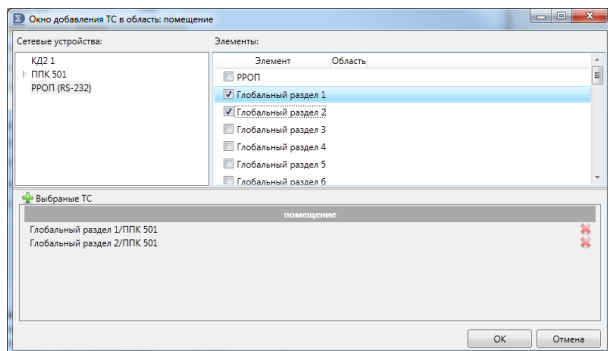 Окно добавления ТС в область: помещение
Сетевые устройства:
Элементы:
КД2 1
ППК 501
РРОП (RS-232)
Элемент Область
РРОП
Глобальный раздел 1
Глобальный раздел 2
Глобальный раздел 3
Глобальный раздел 4
Глобальный раздел 5
Глобальный раздел 6
Выбраные ТС
помещение
Глобальный раздел 1/ППК 501
Глобальный раздел 2/ППК 501
OK Отмена